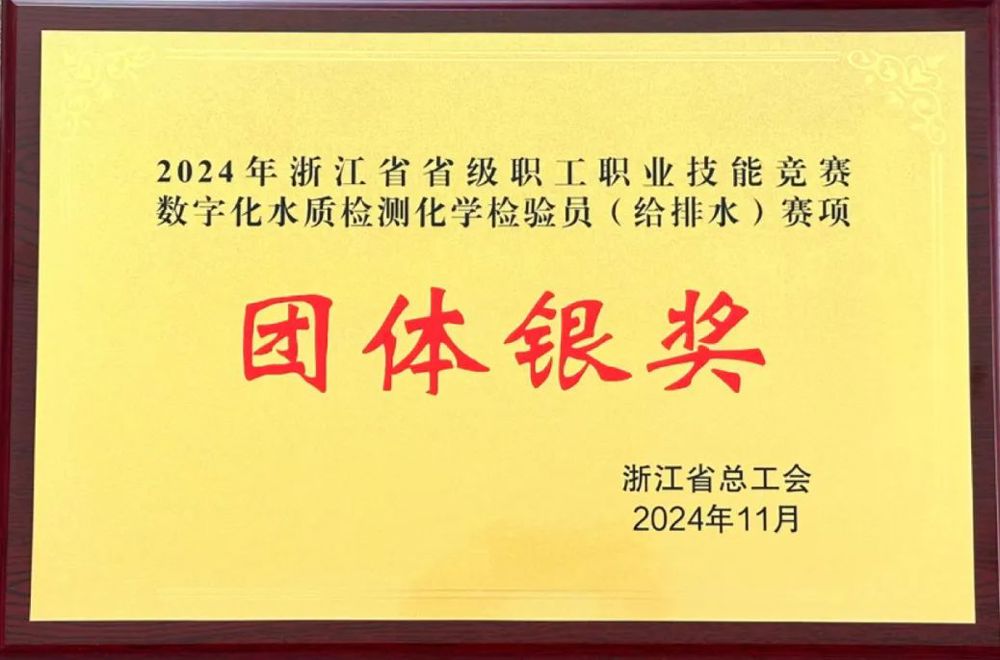 2024年浙江省省级职工职业技能竞赛
数字化水质检测化学检验员（给排水）赛项
团体银奖
浙江省总工会
2024年11月